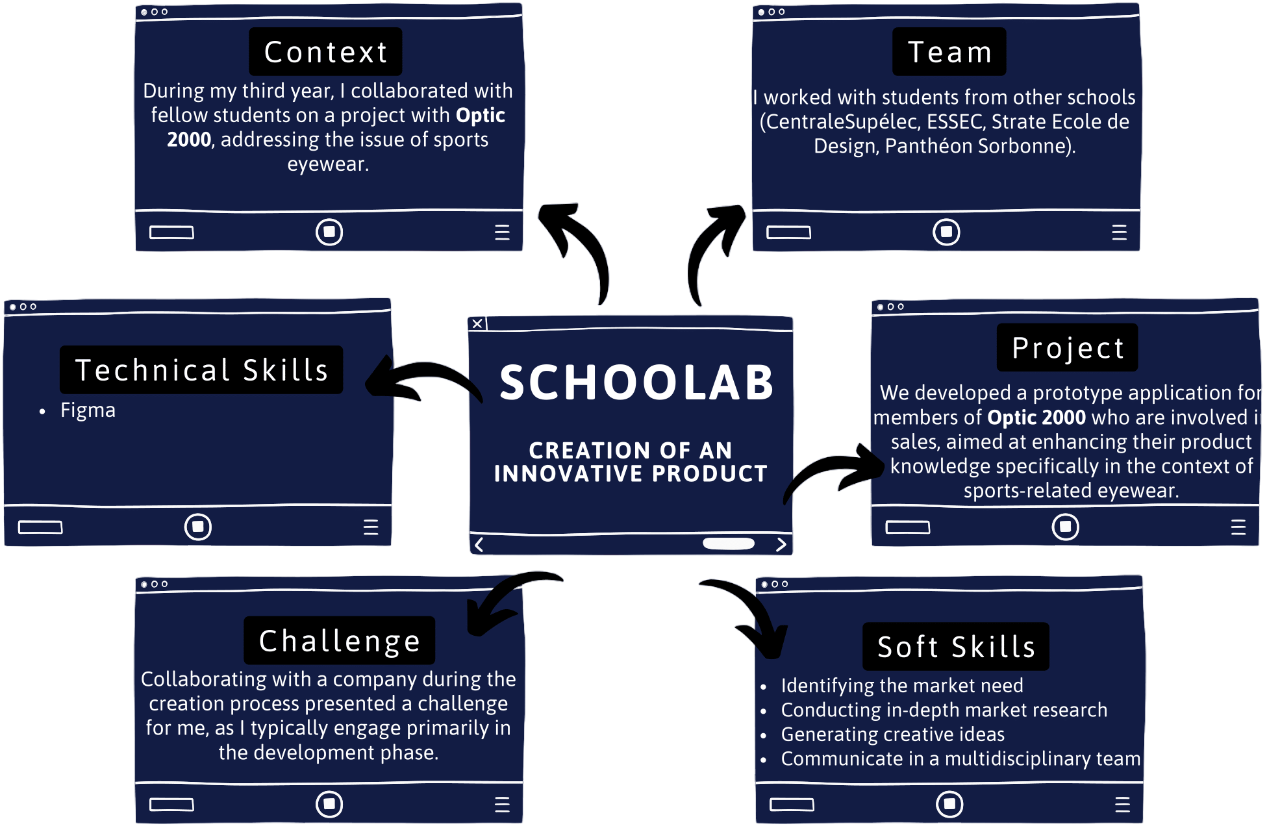 Context
During my third year, I collaborated with
fellow students on a project with Optic
2000, addressing the issue of sports
eyewear.
Team
I worked with students from other schools
(CentraleSupélec, ESSEC, Strate Ecole de
Design, Panthéon Sorbonne).
Technical Skills
• Figma
SCHOOLAB
CREATION OF AN
INNOVATIVE PRODUCT
Project
We developed a prototype application for
members of Optic 2000 who are involved in
sales, aimed at enhancing their product
knowledge specifically in the context of
sports-related eyewear.
Challenge
Collaborating with a company during the
creation process presented a challenge
for me, as I typically engage primarily in
the development phase.
Soft Skills
• Identifying the market need
• Conducting in-depth market research
• Generating creative ideas
• Communicate in a multidisciplinary team